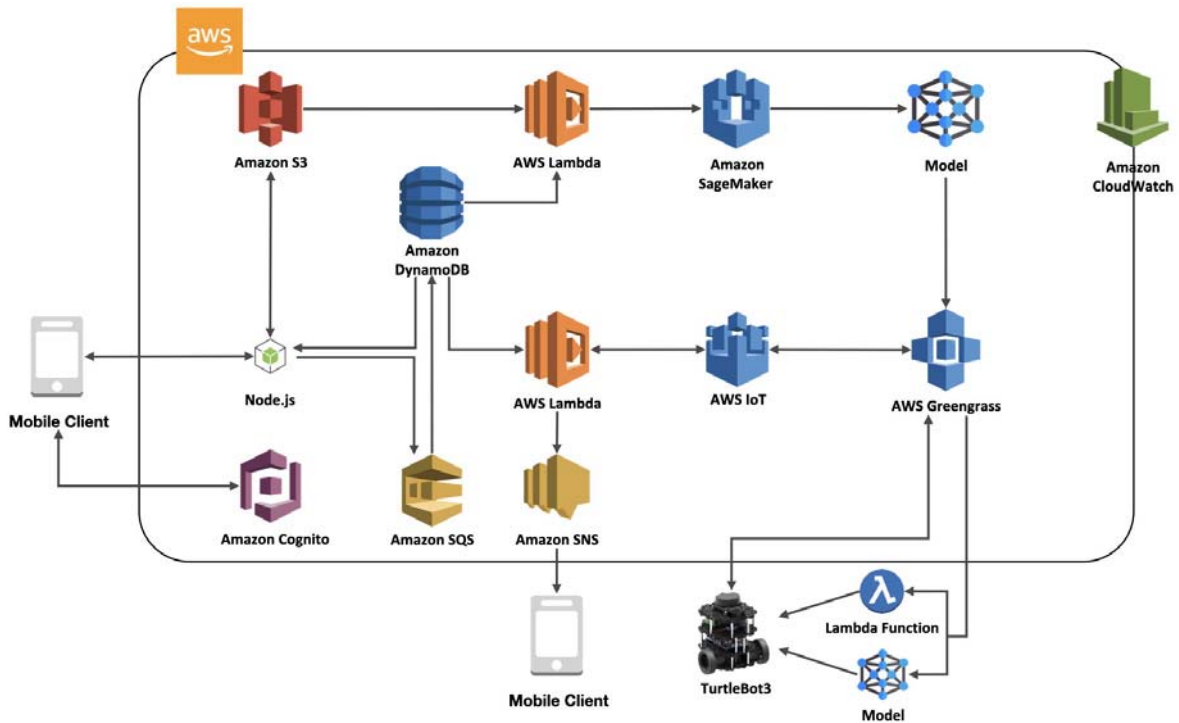 aws
Amazon S3
AWS Lambda
Amazon
SageMaker
Model
Amazon
CloudWatch
Amazon
DynamoDB
Mobile Client
Node.js
AWS Lambda
AWS IoT
AWS Greengrass
Amazon Cognito
Amazon SQS
Amazon SNS
Mobile Client
TurtleBot3
λ
Lambda Function
Model